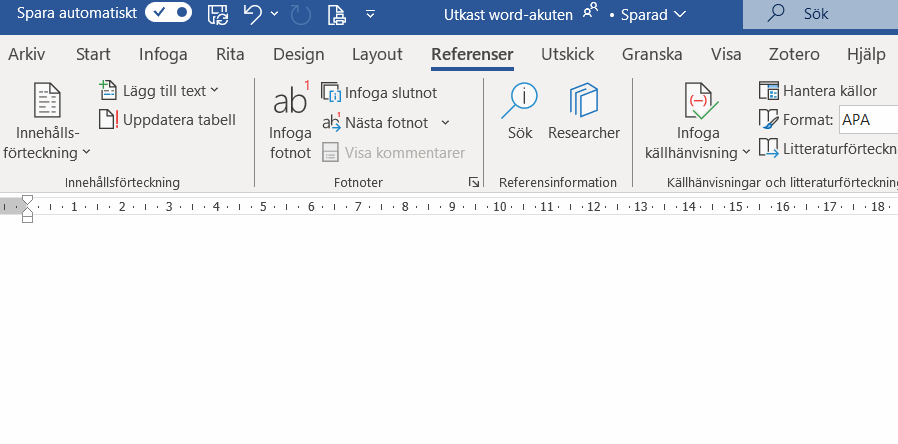 Spara automatiskt Utkast word-akuten • Sparad Sök
Arkiv Start Infoga Rita Design Layout Referenser Utskick Granska Visa Zotero Hjälp
Innehålls-
förteckning
Lägg till text
Uppdatera tabell
Innehållsförteckning
ab1
Infoga
fotnot
Infoga slutnot
ab1 Nästa fotnot
Visa kommentarer
Fotnoter
Sök
Researcher
Referensinformation
Infoga
källhänvisning
Hantera källor
Format: APA
Litteraturförteckn
Källhänvisningar och litteraturförtecknin
1 2 3 4 5 6 7 8 9 10 11 12 13 14 15 16 17 18